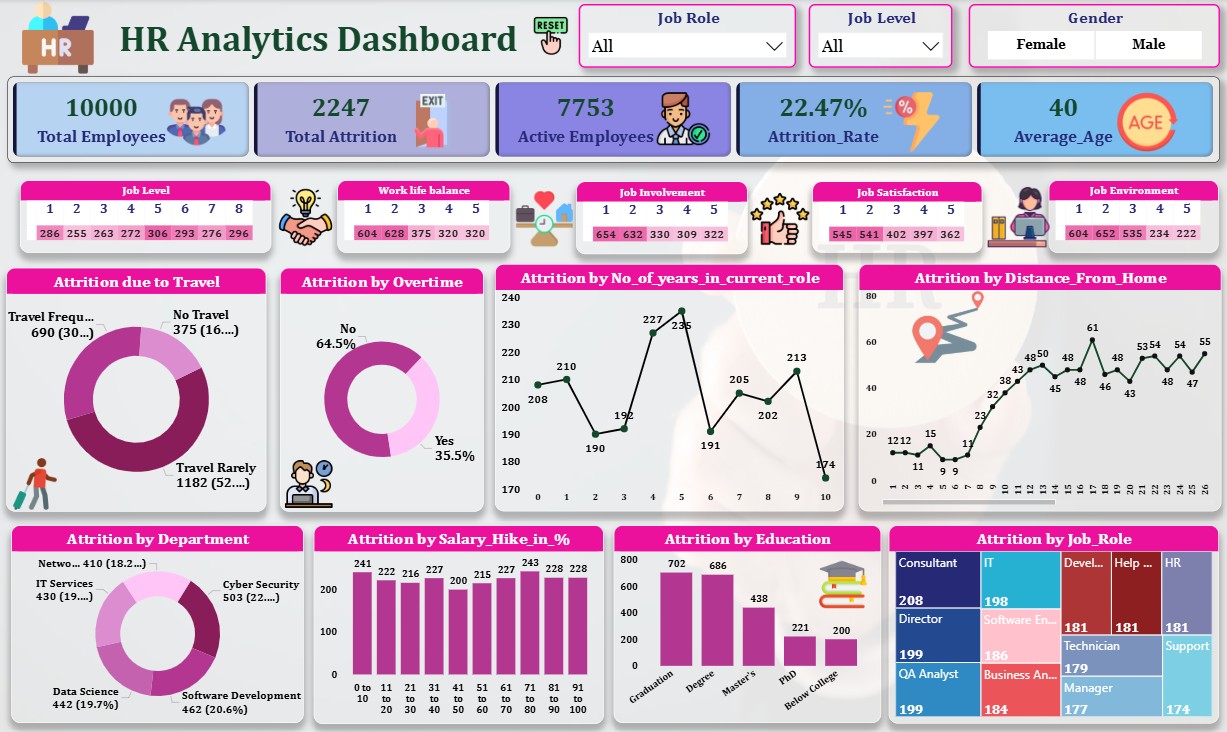 HR
HR Analytics Dashboard
RESET
Job Role
All
Job Level
All
Gender
Female Male
10000
Total Employees
2247
Total Attrition
EXIT
7753
Active Employees
22.47%
Attrition_Rate
%
40
Average_Age
AGE
Job Level
1 2 3 4 5 6 7 8
286 255 263 272 306 293 276 296
Work life balance
1 2 3 4 5
604 628 375 320 320
Job Involvement
1 2 3 4 5
654 632 330 309 322
Job Satisfaction
1 2 3 4 5
545 541 402 397 362
Job Environment
1 2 3 4 5
604 652 535 234 222
HR
Attrition due to Travel
Travel Frequ...
690 (30...)
No Travel
375 (16....)
Travel Rarely
1182 (52....)
Attrition by Overtime
No
64.5%
Yes
35.5%
Attrition by No_of_years_in_current_role
240
230
220
210
200
190
180
170
208 210 190 192 227 235 191 205 202 213 174
0 1 2 3 4 5 6 7 8 9 10
Attrition by Distance_From_Home
80
60
40
20
0
12 12 11 15 9 9 11 23 32 38 43 48 50 45 48 48 61 46 48 43 53 54 48 54 47 55
1 2 3 4 5 6 7 8 9 10 11 12 13 14 15 16 17 18 19 20 21 22 23 24 25 26
Attrition by Department
Netwo... 410 (18.2...)
IT Services
430 (19....)
Cyber Security
503 (22....)
Data Science
442 (19.7%)
Software Development
462 (20.6%)
Attrition by Salary_Hike_in_%
200
100
0
241 222 216 227 200 215 227 243 228 228
0 to 11 21 31 41 51 61 71 81 91
10 to to to to to to to to to
20 30 40 50 60 70 80 90 100
Attrition by Education
800
600
400
200
0
702 686 438 221 200
Graduation Degree Master's PhD Below College
Attrition by Job_Role
Consultant
208
Director
199
QA Analyst
199
IT
198
Software En...
186
Business An...
184
Devel...
181
Help ...
181
HR
181
Technician
179
Manager
177
Support
174